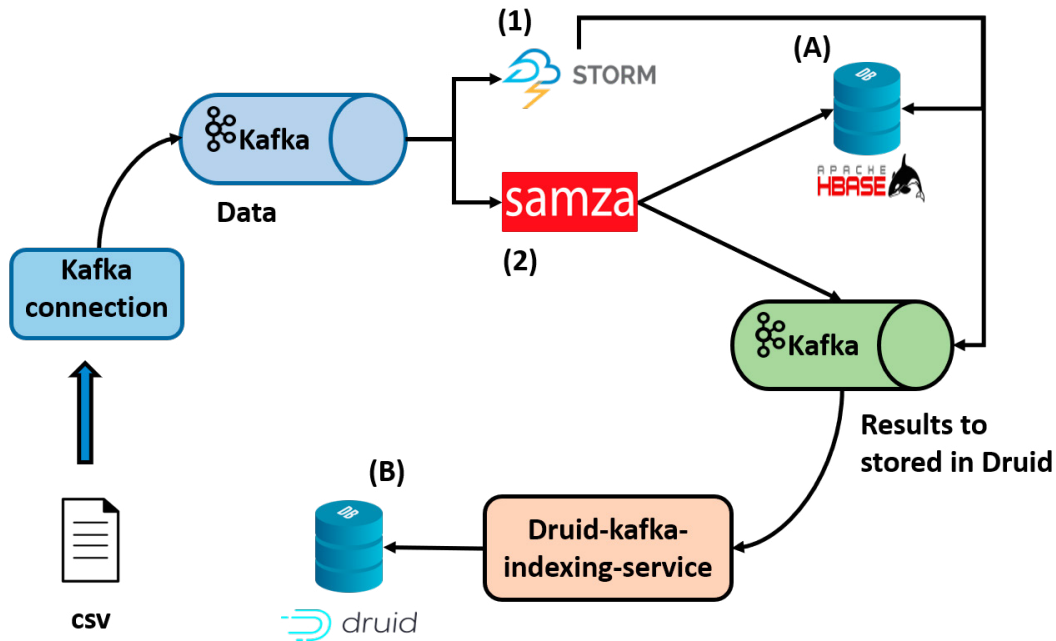 (1)
STORM
(A)
DB
APACHE
HBASE
Kafka
Data
samza
(2)
Kafka
connection
Kafka
Results to
stored in Druid
(B)
DB
druid
Druid-kafka-
indexing-service
csv